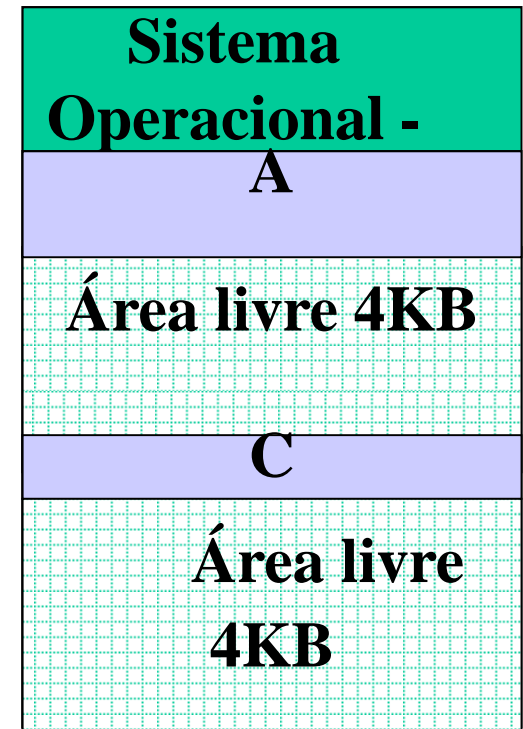 Sistema
Operacional -
A
Área livre 4KB
C
Área livre
4KB